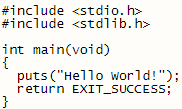 #include <stdio.h>
#include <stdlib.h>

int main(void)
{
  puts("Hello World!");
  return EXIT_SUCCESS;
}